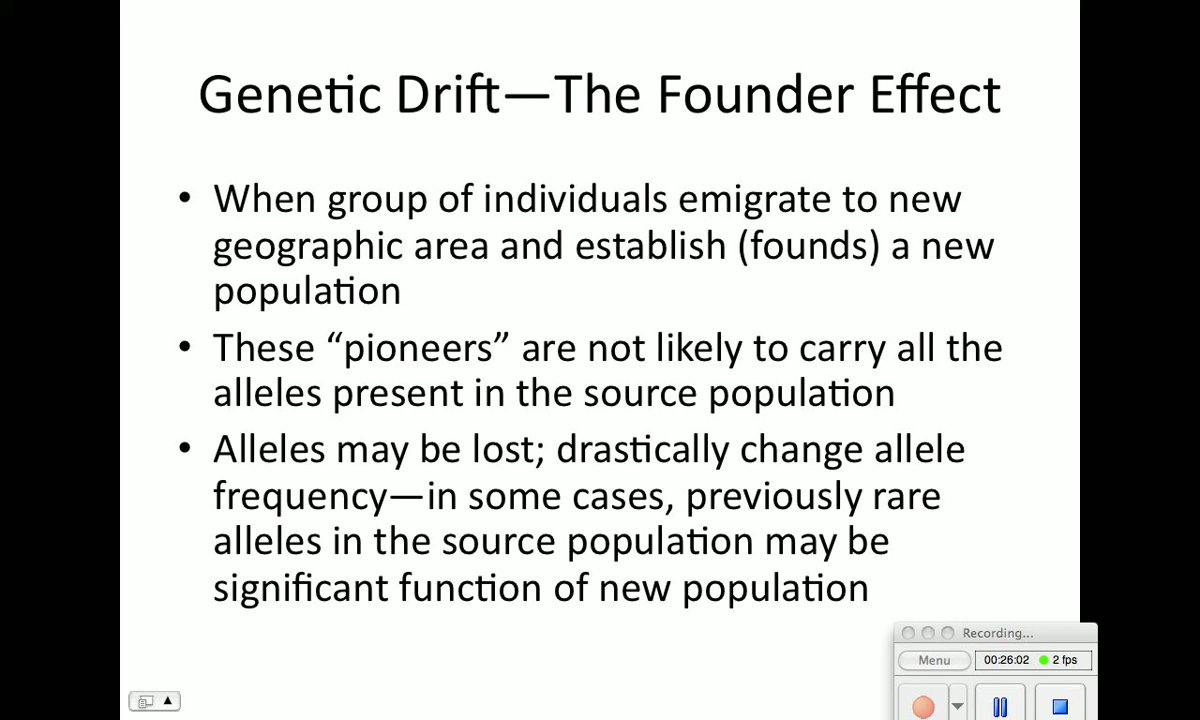 Genetic Drift—The Founder Effect
• When group of individuals emigrate to new
geographic area and establish (founds) a new
population
• These “pioneers” are not likely to carry all the
alleles present in the source population
• Alleles may be lost; drastically change allele
frequency—in some cases, previously rare
alleles in the source population may be
significant function of new population
Recording...
Menu
00:26:02 2 fps